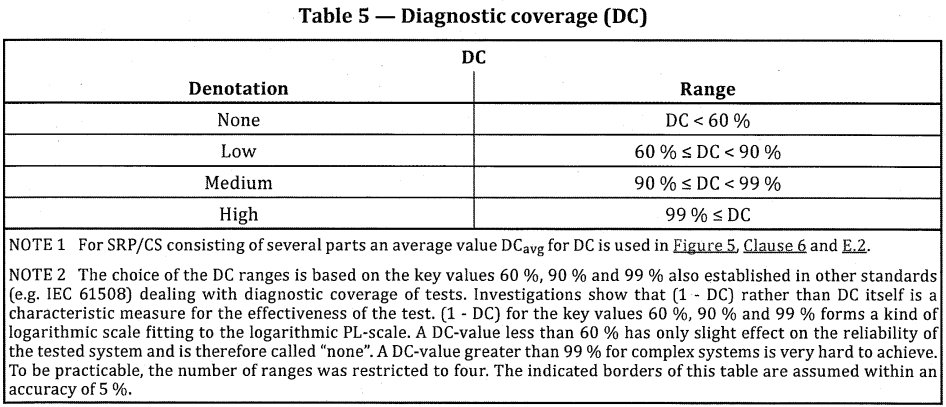 Table 5 — Diagnostic coverage (DC)
DC
Denotation Range
None DC < 60 %
Low 60 % ≤ DC < 90 %
Medium 90 % ≤ DC < 99 %
High 99 % ≤ DC
NOTE 1 For SRP/CS consisting of several parts an average value DCavg for DC is used in Figure 5, Clause 6 and E.2.
NOTE 2 The choice of the DC ranges is based on the key values 60 %, 90 % and 99 % also established in other standards
(e.g. IEC 61508) dealing with diagnostic coverage of tests. Investigations show that (1 - DC) rather than DC itself is a
characteristic measure for the effectiveness of the test. (1 - DC) for the key values 60 %, 90 % and 99 % forms a kind of
logarithmic scale fitting to the logarithmic PL-scale. A DC-value less than 60 % has only slight effect on the reliability of
the tested system and is therefore called “none”. A DC-value greater than 99 % for complex systems is very hard to achieve.
To be practicable, the number of ranges was restricted to four. The indicated borders of this table are assumed within an
accuracy of 5 %.